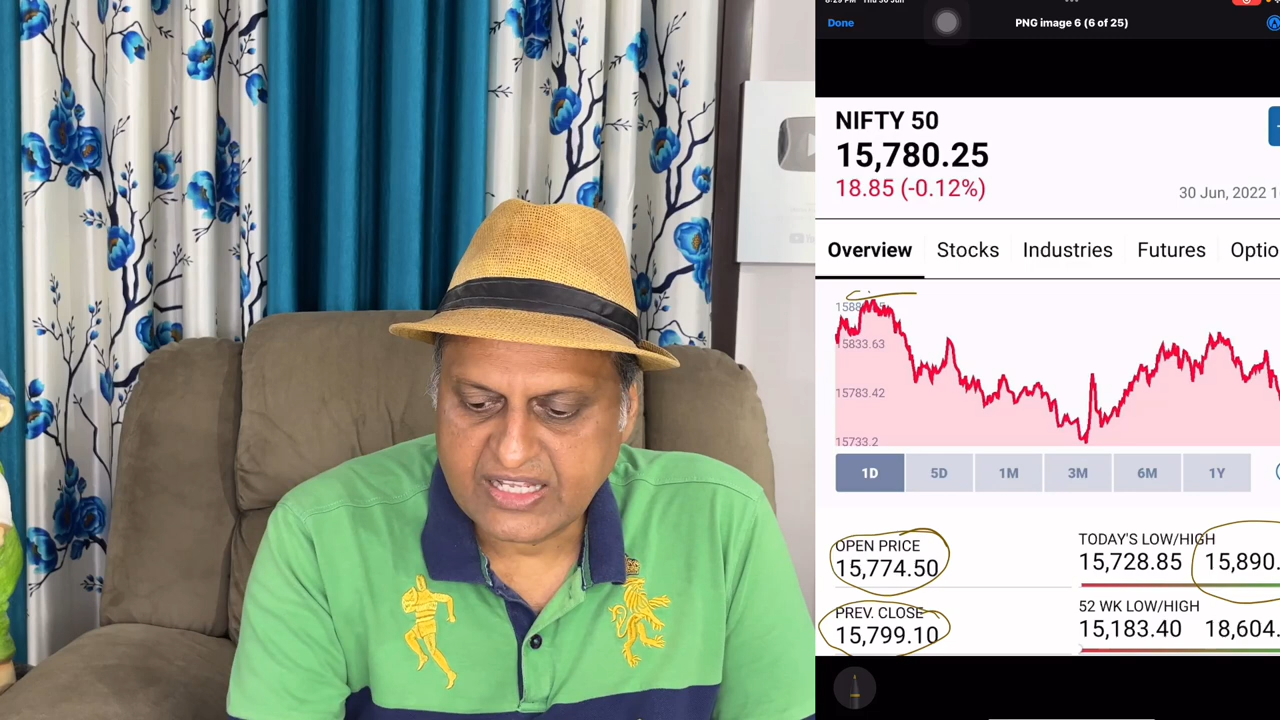 Done
PNG image 6 (6 of 25)
NIFTY 50
15,780.25
18.85 (-0.12%)
30 Jun, 2022
Overview Stocks Industries Futures
15833.63
15783.42
15733.2
1D 5D 1M 3M 6M 1Y
OPEN PRICE
15,774.50
TODAY'S LOW/HIGH
15,728.85 15,890.
PREV. CLOSE
15,799.10
52 WK LOW/HIGH
15,183.40 18,604.